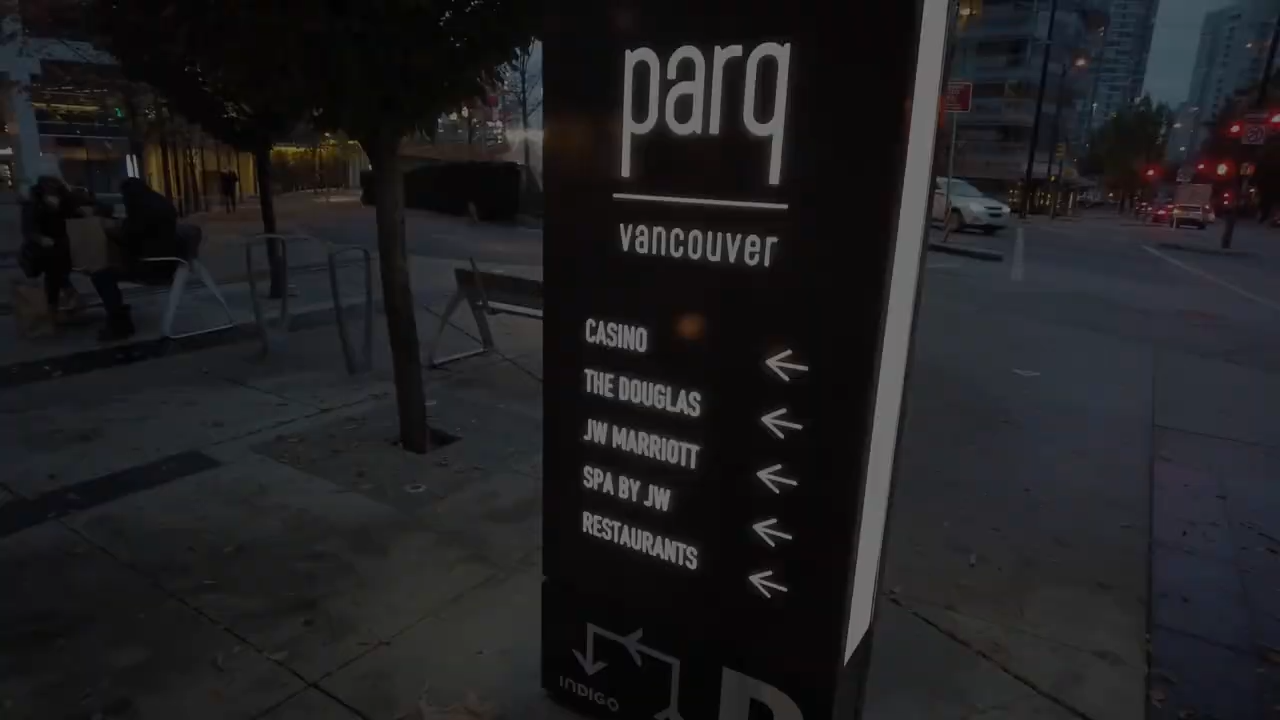 parq
vancouver
CASINO
THE DOUGLAS
JW MARRIOTT
SPA BY JW
RESTAURANTS
INDIGO